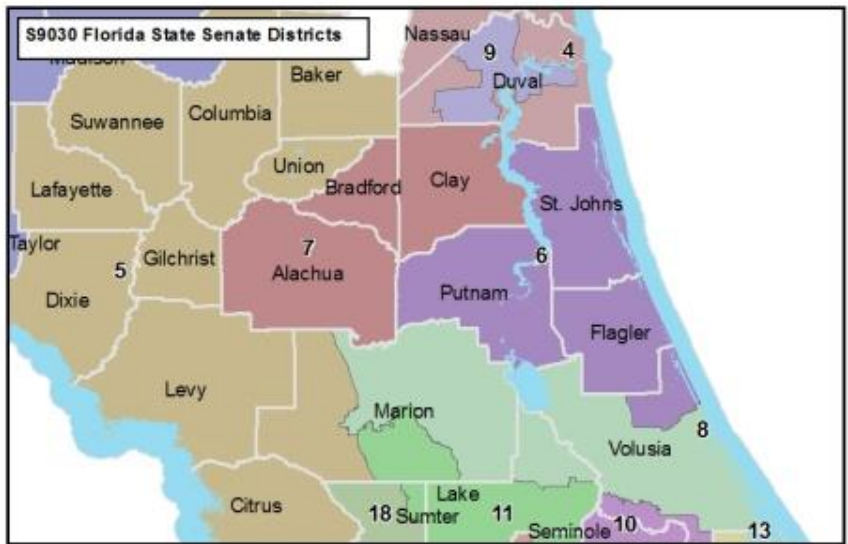 S9030 Florida State Senate Districts
Nassau
4
9
Madison
Baker
Duval
Columbia
Suwannee
Union
Bradford
Clay
Lafayette
St. Johns
Taylor
Gilchrist
7
6
5
Alachua
Dixie
Putnam
Flagler
Levy
Marion
8
Volusia
Citrus
Lake
18
Sumter
11
Seminole
10
13